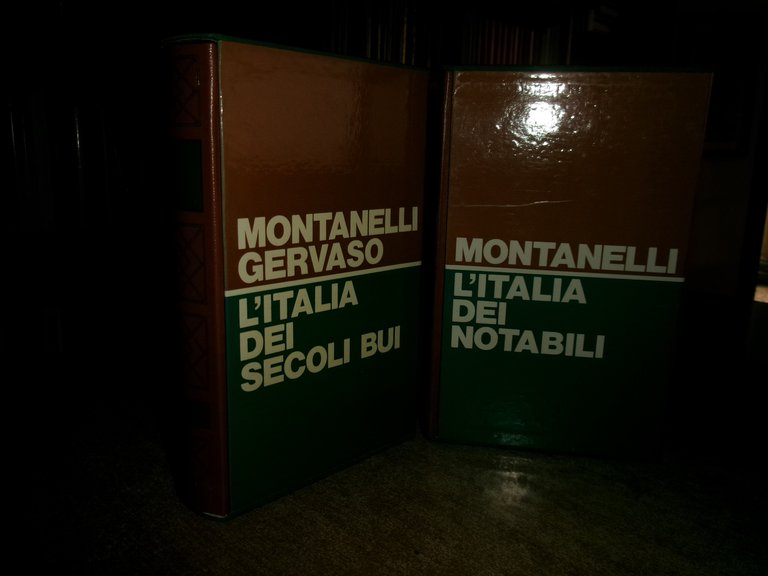 MONTANELLI
GERVASO
L'ITALIA
DEI
SECOLI BUI
MONTANELLI
L'ITALIA
DEI
NOTABILI